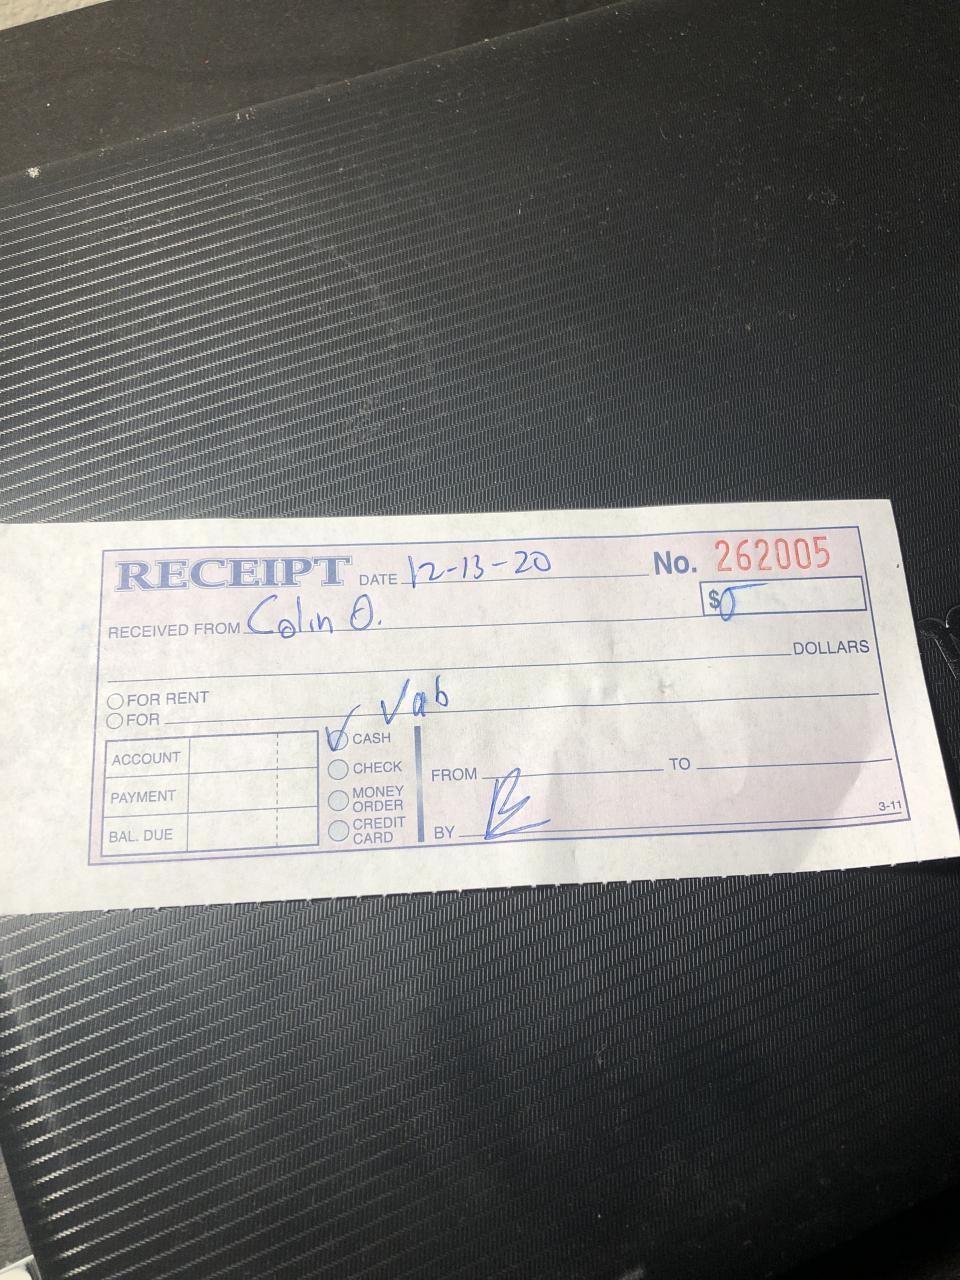 RECEIPT DATE 12-13-20 No. 262005
RECEIVED FROM Colin O. $0
DOLLARS
FOR RENT
FOR Vab
ACCOUNT
PAYMENT
BAL. DUE
CASH
CHECK
MONEY ORDER
CREDIT CARD
FROM TO
BY
3-11